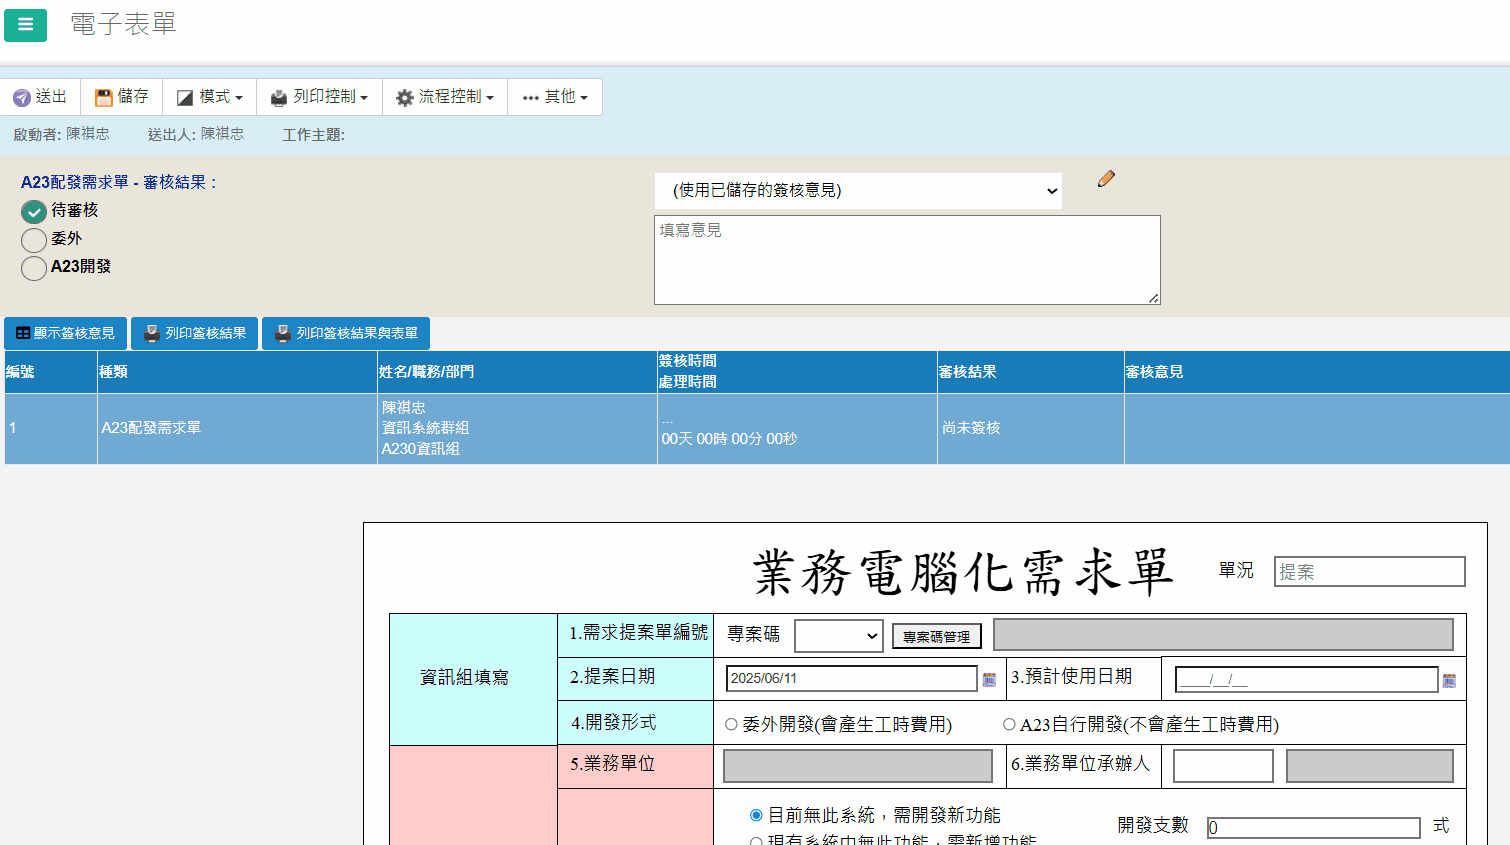 電子表單
送出 儲存 模式 列印控制 流程控制 其他
啟動者: 陳祺忠 送出人: 陳祺忠 工作主題:
A23配發需求單 - 審核結果：
待審核
委外
A23開發
(使用已儲存的簽核意見)
填寫意見
顯示簽核意見 列印簽核結果 列印簽核結果與表單
編號 種類 姓名/職務/部門 簽核時間 處理時間 審核結果 審核意見
1 A23配發需求單 陳祺忠 資訊系統群組 A230資訊組 ... 00天 00時 00分 00秒 尚未簽核
業務電腦化需求單
單況 提案
資訊組填寫
1.需求提案單編號 專案碼 專案碼管理
2.提案日期 2025/06/11 3.預計使用日期 ____/__/__
4.開發形式 委外開發(會產生工時費用) A23自行開發(不會產生工時費用)
5.業務單位 6.業務單位承辦人
目前無此系統，需開發新功能 開發支數 0 式
現有系統中無此功能，需新增功能